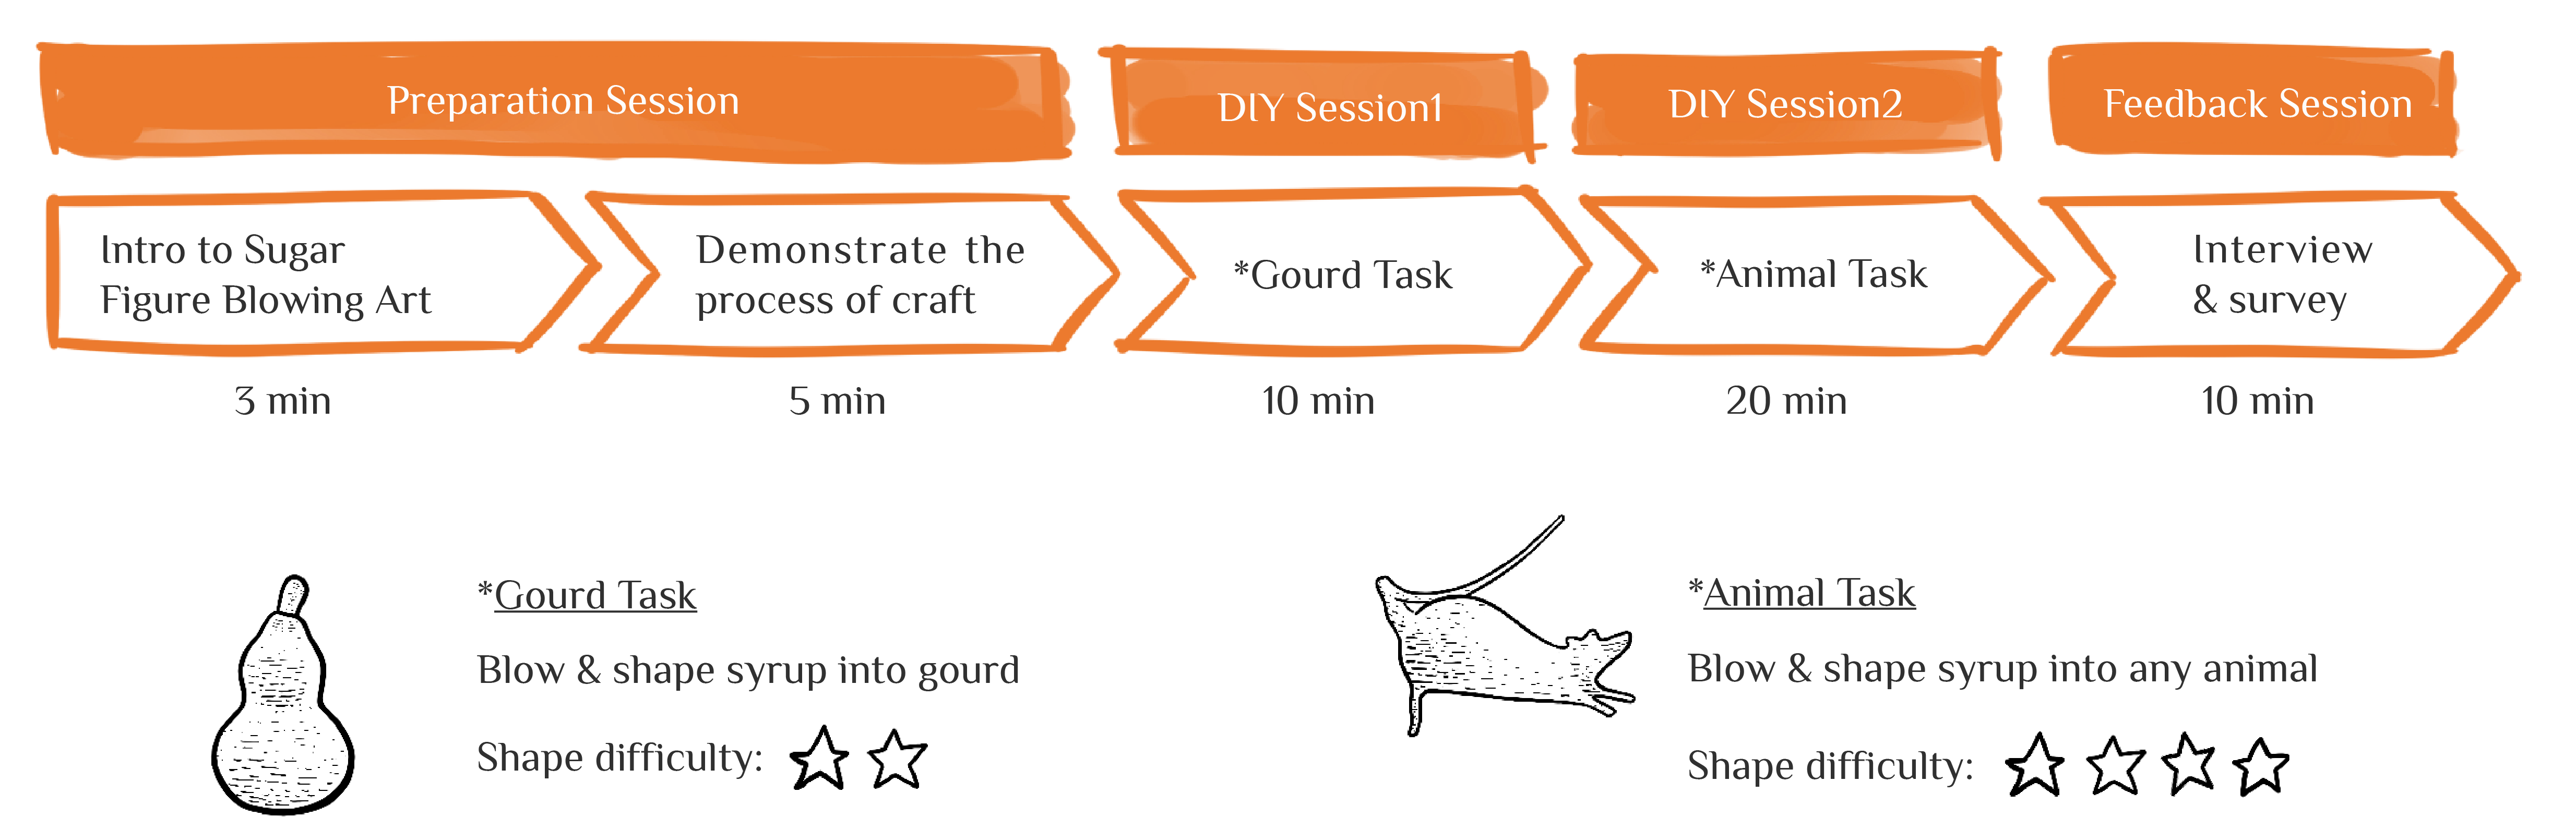 Preparation Session
DIY Session1
DIY Session2
Feedback Session
Intro to Sugar
Figure Blowing Art
Demonstrate the
process of craft
*Gourd Task
*Animal Task
Interview
& survey
3 min
5 min
10 min
20 min
10 min
*Gourd Task
Blow & shape syrup into gourd
Shape difficulty:
*Animal Task
Blow & shape syrup into any animal
Shape difficulty: